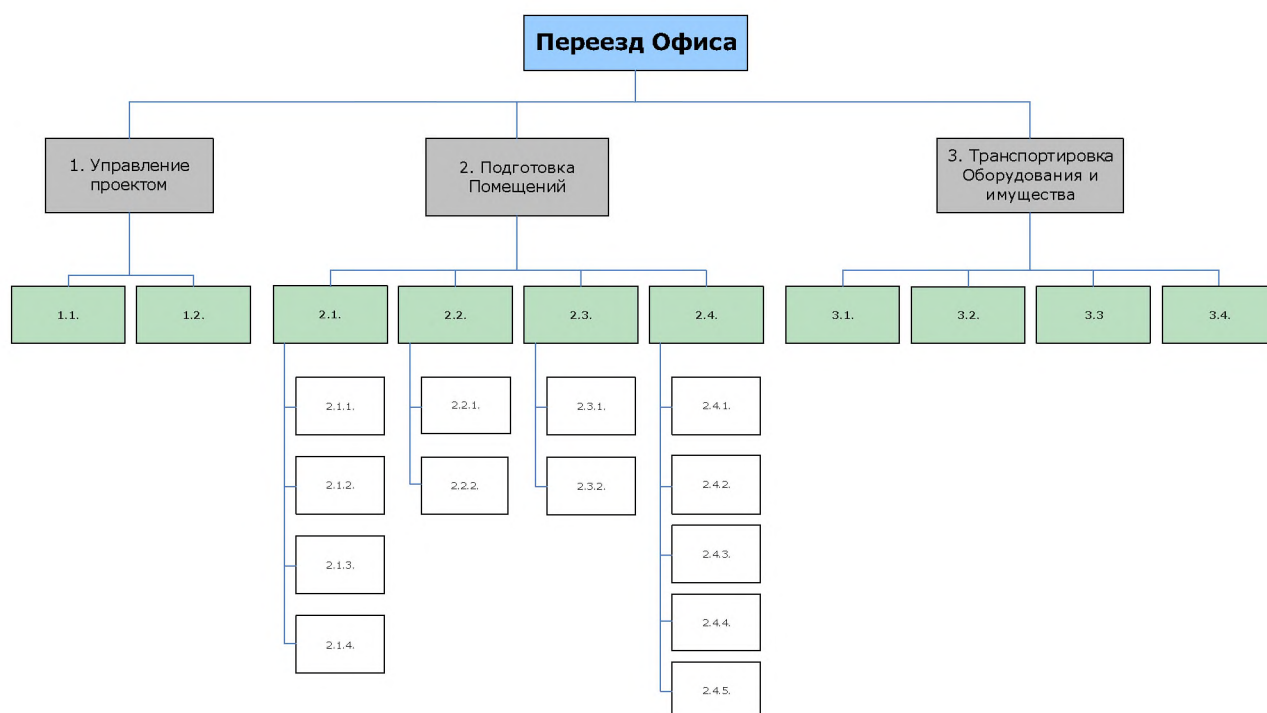 Переезд Офиса
1. Управление
проектом
2. Подготовка
Помещений
3. Транспортировка
Оборудования и
имущества
1.1.
1.2.
2.1.
2.2.
2.3.
2.4.
3.1.
3.2.
3.3
3.4.
2.1.1.
2.2.1.
2.3.1.
2.4.1.
2.1.2.
2.2.2.
2.3.2.
2.4.2.
2.1.3.
2.4.3.
2.1.4.
2.4.4.
2.4.5.